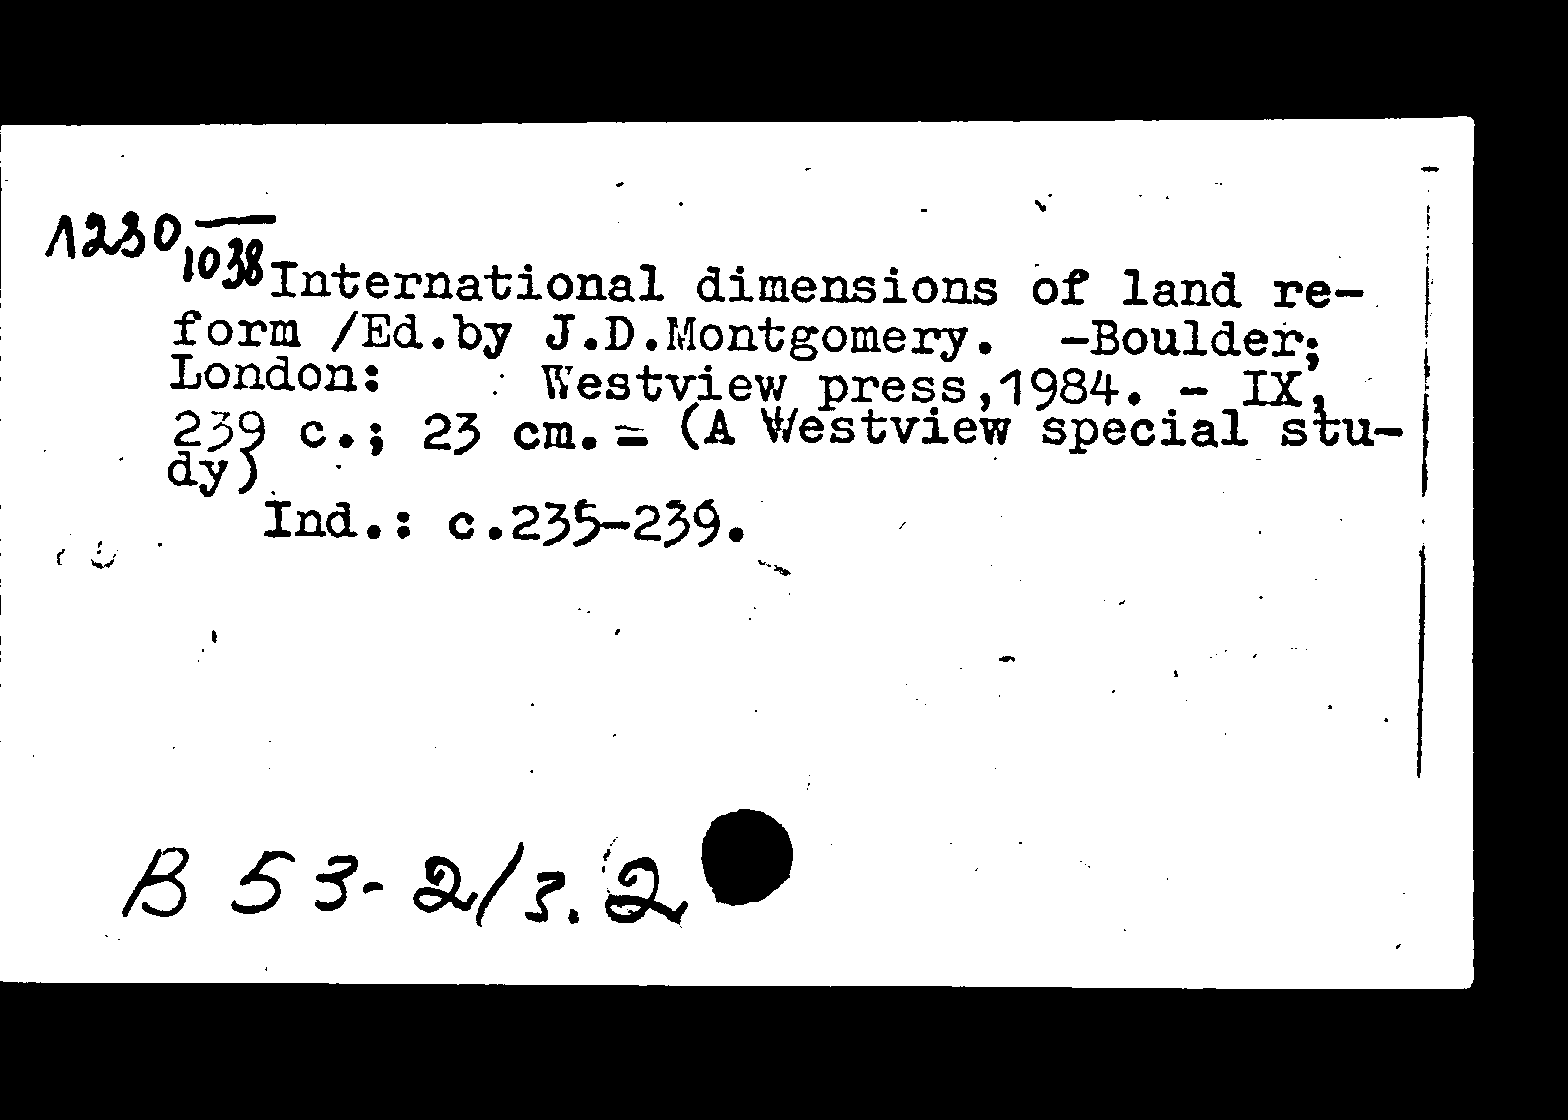 1230
1038
International dimensions of land re-
form /Ed.by J.D.Montgomery. -Boulder;
London: Westview press,1984. - IX,
239 c.; 23 cm. = (A Westview special stu-
dy)
Ind.: c.235-239.
В 53-2/3.2